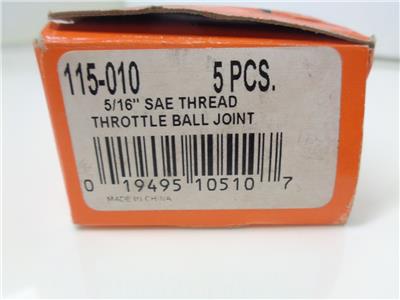 115-010 5 PCS.
5/16" SAE THREAD
THROTTLE BALL JOINT
0 19495 10510 7
MADE IN CHINA